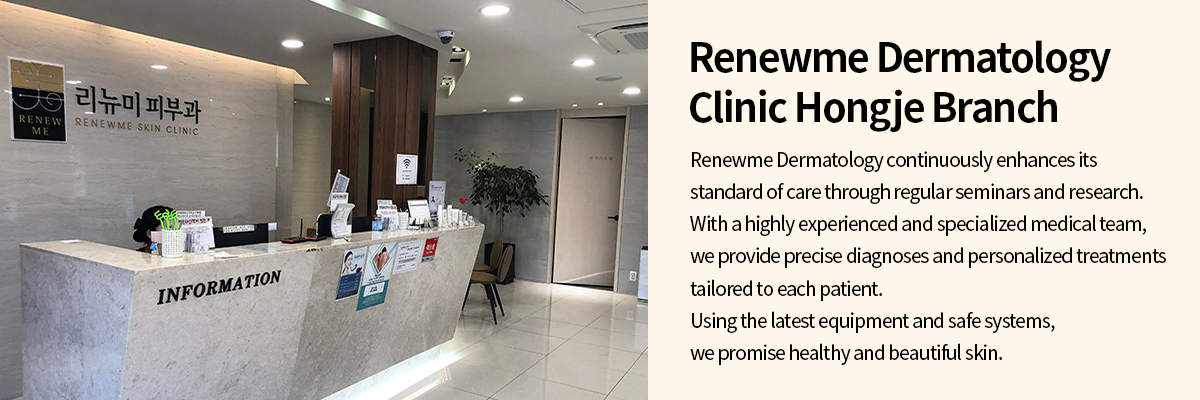 RENEW
ME
리뉴미 피부과
RENEWME SKIN CLINIC
INFORMATION
Renewme Dermatology
Clinic Hongje Branch
Renewme Dermatology continuously enhances its
standard of care through regular seminars and research.
With a highly experienced and specialized medical team,
we provide precise diagnoses and personalized treatments
tailored to each patient.
Using the latest equipment and safe systems,
we promise healthy and beautiful skin.